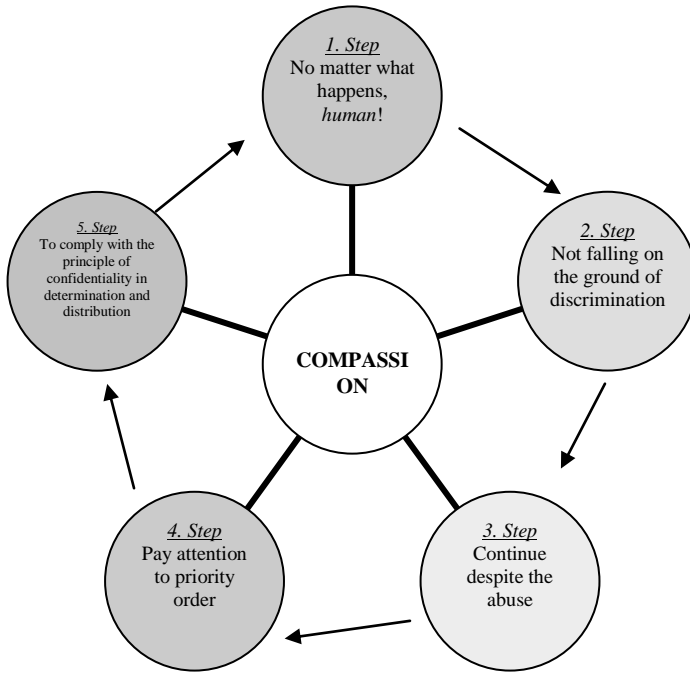 1. Step
No matter what
happens,
human!
2. Step
Not falling on
the ground of
discrimination
3. Step
Continue
despite the
abuse
4. Step
Pay attention
to priority
order
5. Step
To comply with the
principle of
confidentiality in
determination and
distribution
COMPASSI
ON